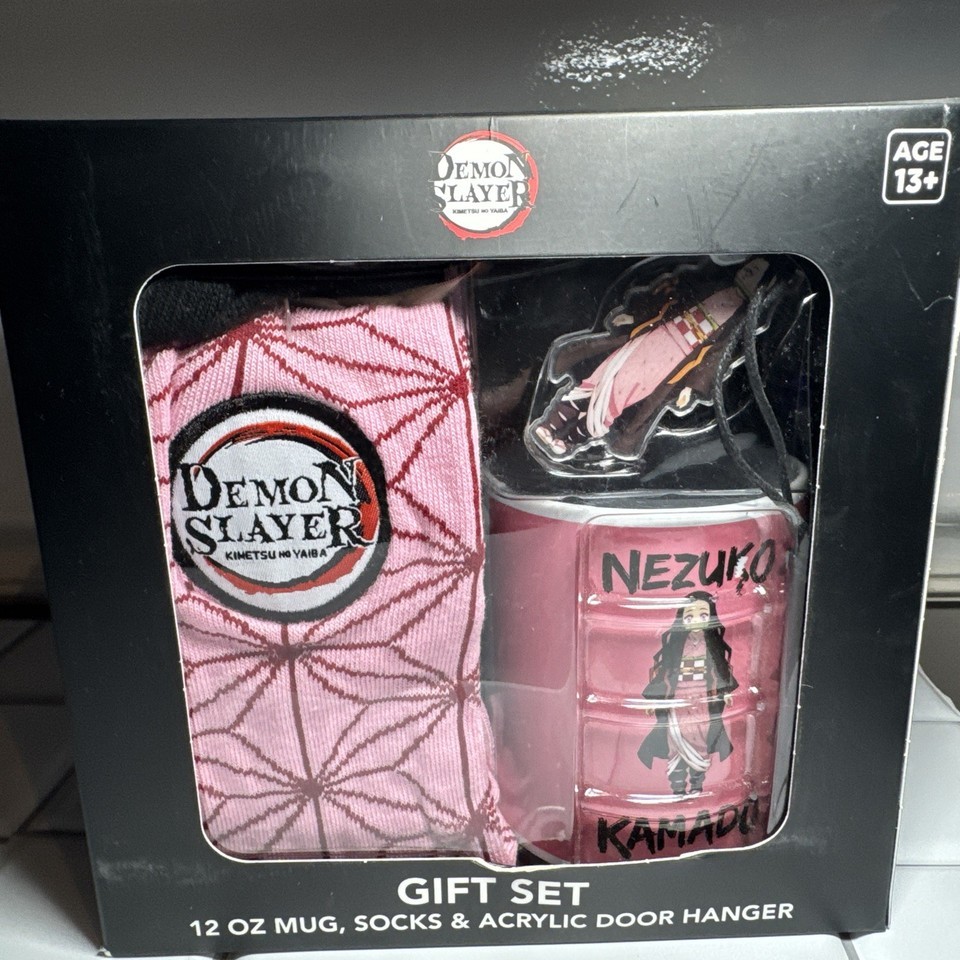 DEMON
SLAYER
KIMETSU NO YAIBA
AGE
13+
DEMON
SLAYER
KIMETSU NO YAIBA
NEZUKO
KAMADO
GIFT SET
12 OZ MUG, SOCKS & ACRYLIC DOOR HANGER